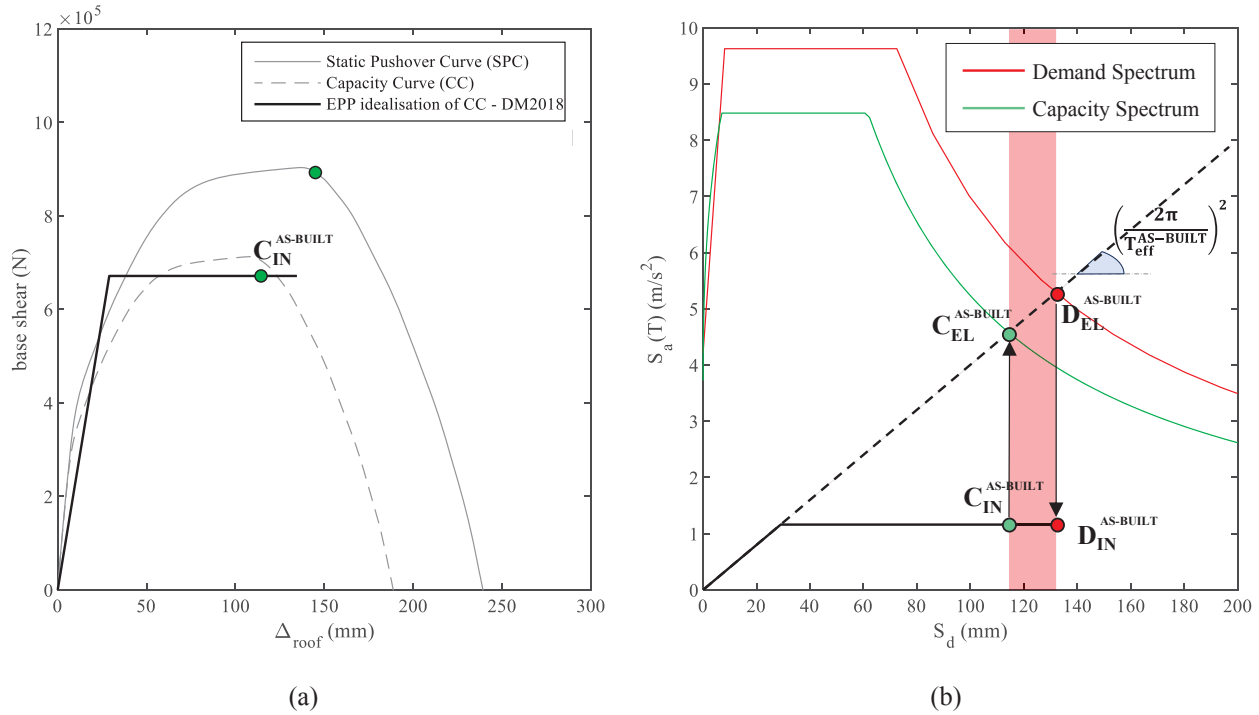 ×10⁵
12
10
8
6
4
2
0
base shear (N)
Static Pushover Curve (SPC)
Capacity Curve (CC)
EPP idealisation of CC - DM2018
C_IN^AS-BUILT
0 50 100 150 200 250 300
Δ_roof (mm)
(a)
10
9
8
7
6
5
4
3
2
1
0
S_a(T) (m/s²)
Demand Spectrum
Capacity Spectrum
(2π / T_eff^AS−BUILT)²
C_EL^AS-BUILT
D_EL^AS-BUILT
C_IN^AS-BUILT
D_IN^AS-BUILT
0 20 40 60 80 100 120 140 160 180 200
S_d (mm)
(b)